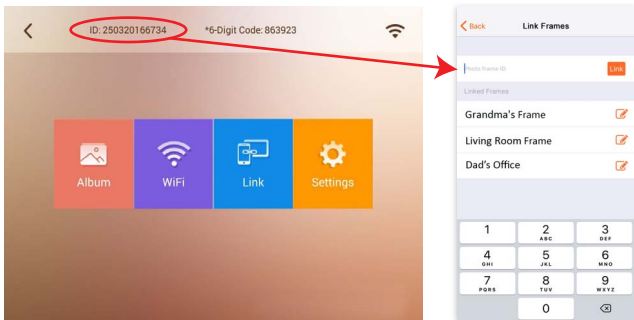 ID: 250320166734 *6-Digit Code: 863923
Album
WiFi
Link
Settings
Back Link Frames
Photo Frame ID
Link
Linked Frames
Grandma's Frame
Living Room Frame
Dad's Office
1 2 3
ABC DEF
4 5 6
GHI JKL MNO
7 8 9
PQRS TUV WXYZ
0